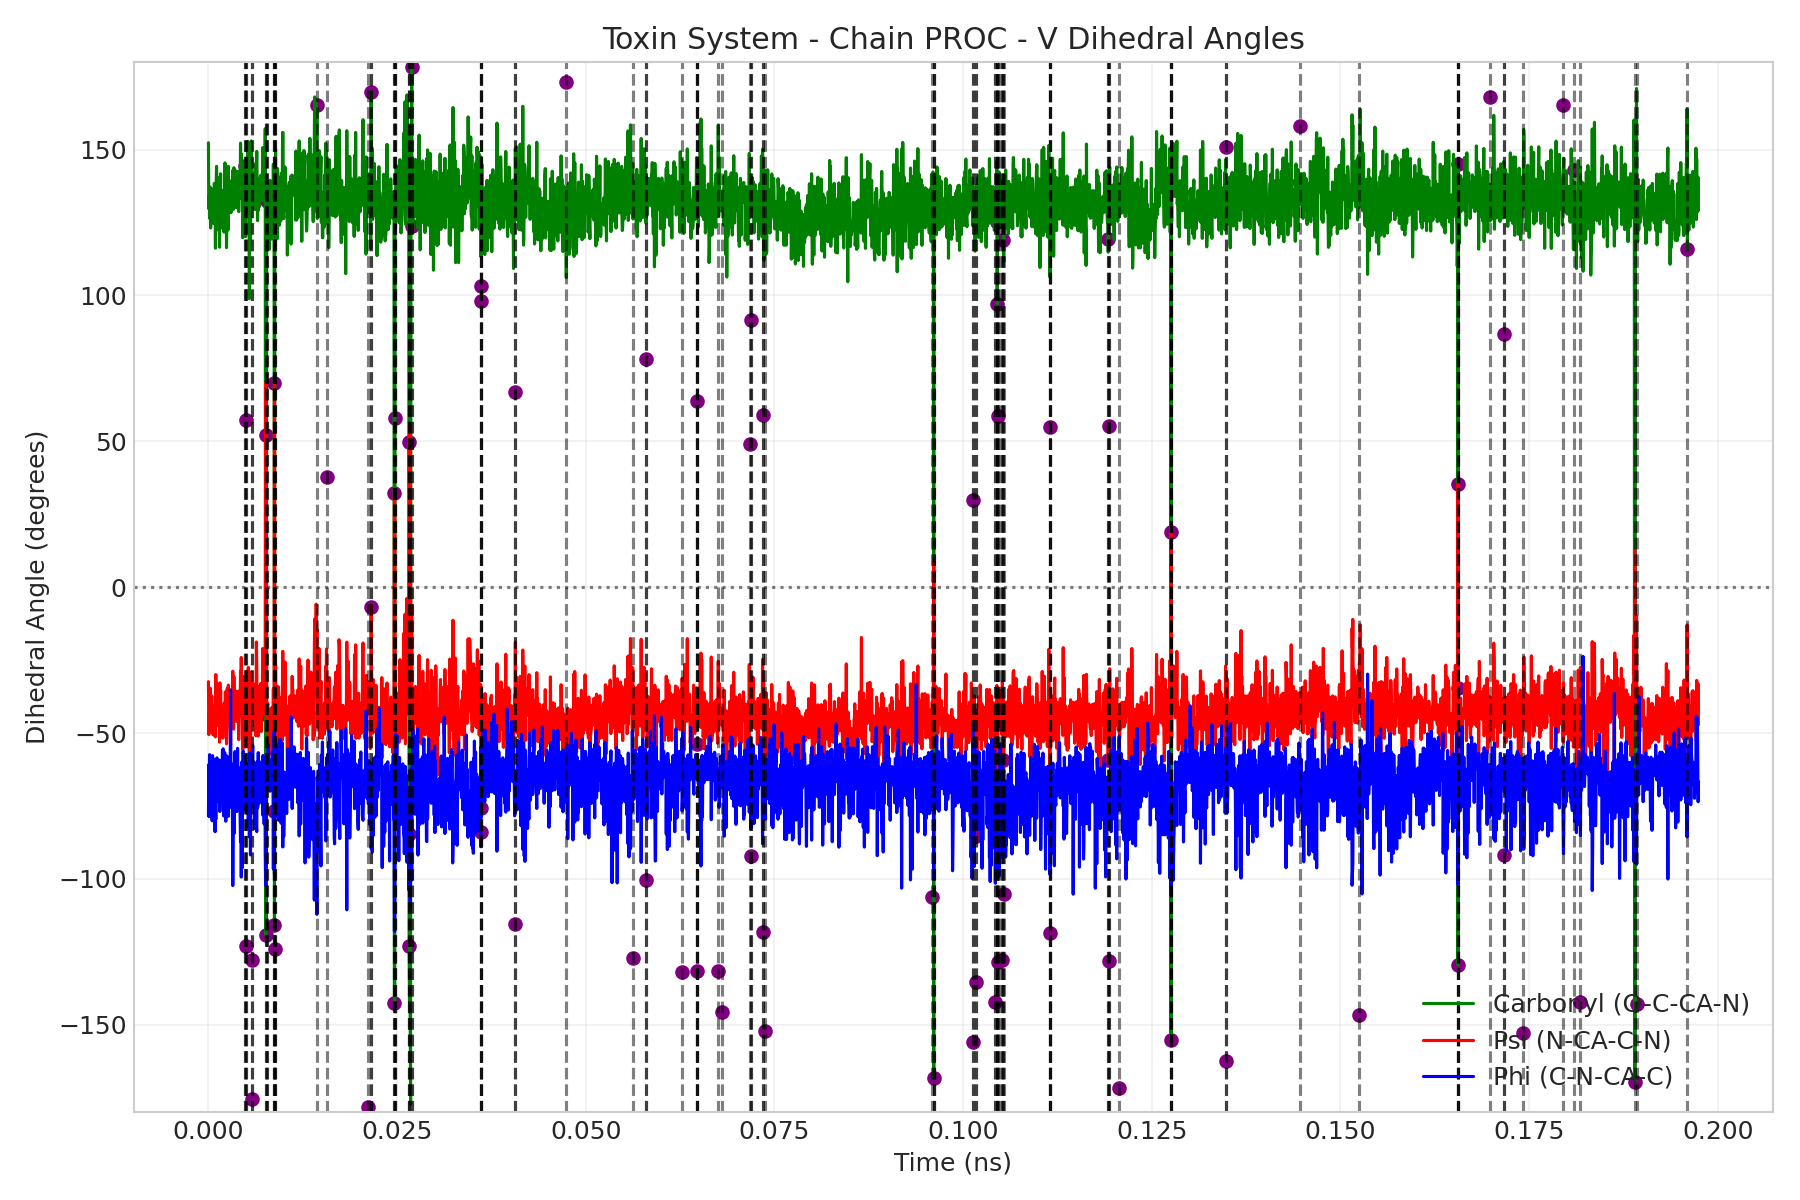 Toxin System - Chain PROC - V Dihedral Angles
Dihedral Angle (degrees)
150
100
50
0
−50
−100
−150
Carbonyl (O-C-CA-N)
Psi (N-CA-C-N)
Phi (C-N-CA-C)
0.000 0.025 0.050 0.075 0.100 0.125 0.150 0.175 0.200
Time (ns)